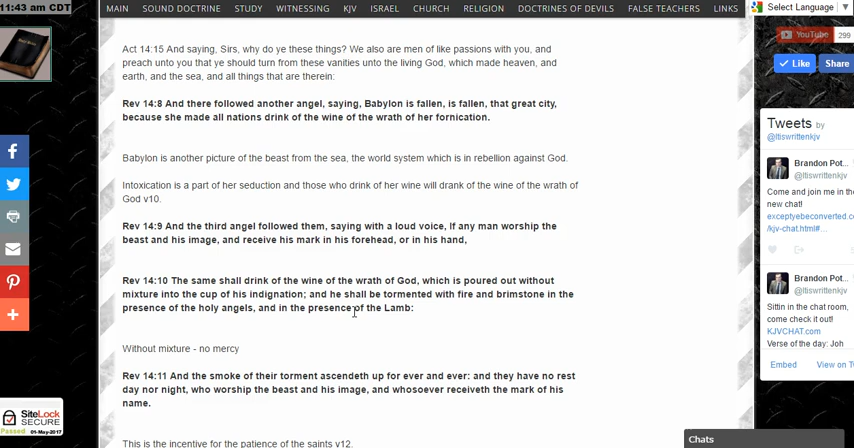 11:43 am CDT
MAIN SOUND DOCTRINE STUDY WITNESSING KJV ISRAEL CHURCH RELIGION DOCTRINES OF DEVILS FALSE TEACHERS LINKS
Select Language ▼
YouTube 299
Like Share
Act 14:15 And saying, Sirs, why do ye these things? We also are men of like passions with you, and
preach unto you that ye should turn from these vanities unto the living God, which made heaven, and
earth, and the sea, and all things that are therein:
Rev 14:8 And there followed another angel, saying, Babylon is fallen, is fallen, that great city,
because she made all nations drink of the wine of the wrath of her fornication.
Babylon is another picture of the beast from the sea, the world system which is in rebellion against God.
Intoxication is a part of her seduction and those who drink of her wine will drank of the wine of the wrath of
God v10.
Rev 14:9 And the third angel followed them, saying with a loud voice, If any man worship the
beast and his image, and receive his mark in his forehead, or in his hand,
Rev 14:10 The same shall drink of the wine of the wrath of God, which is poured out without
mixture into the cup of his indignation; and he shall be tormented with fire and brimstone in the
presence of the holy angels, and in the presence of the Lamb:
Without mixture - no mercy
Rev 14:11 And the smoke of their torment ascendeth up for ever and ever: and they have no rest
day nor night, who worship the beast and his image, and whosoever receiveth the mark of his
name.
This is the incentive for the patience of the saints v12.
Tweets by
@Itiswrittenkjv
Brandon Pot...
@Itiswrittenkjv
Come and join me in the
new chat!
exceptyebeconverted.c
/kjv-chat.html#...
Brandon Pot...
@Itiswrittenkjv
Sittin in the chat room,
come check it out!
KJVCHAT.com
Verse of the day: Joh
Embed View on T
Chats
SiteLock
SECURE
Passed 01-May-2017